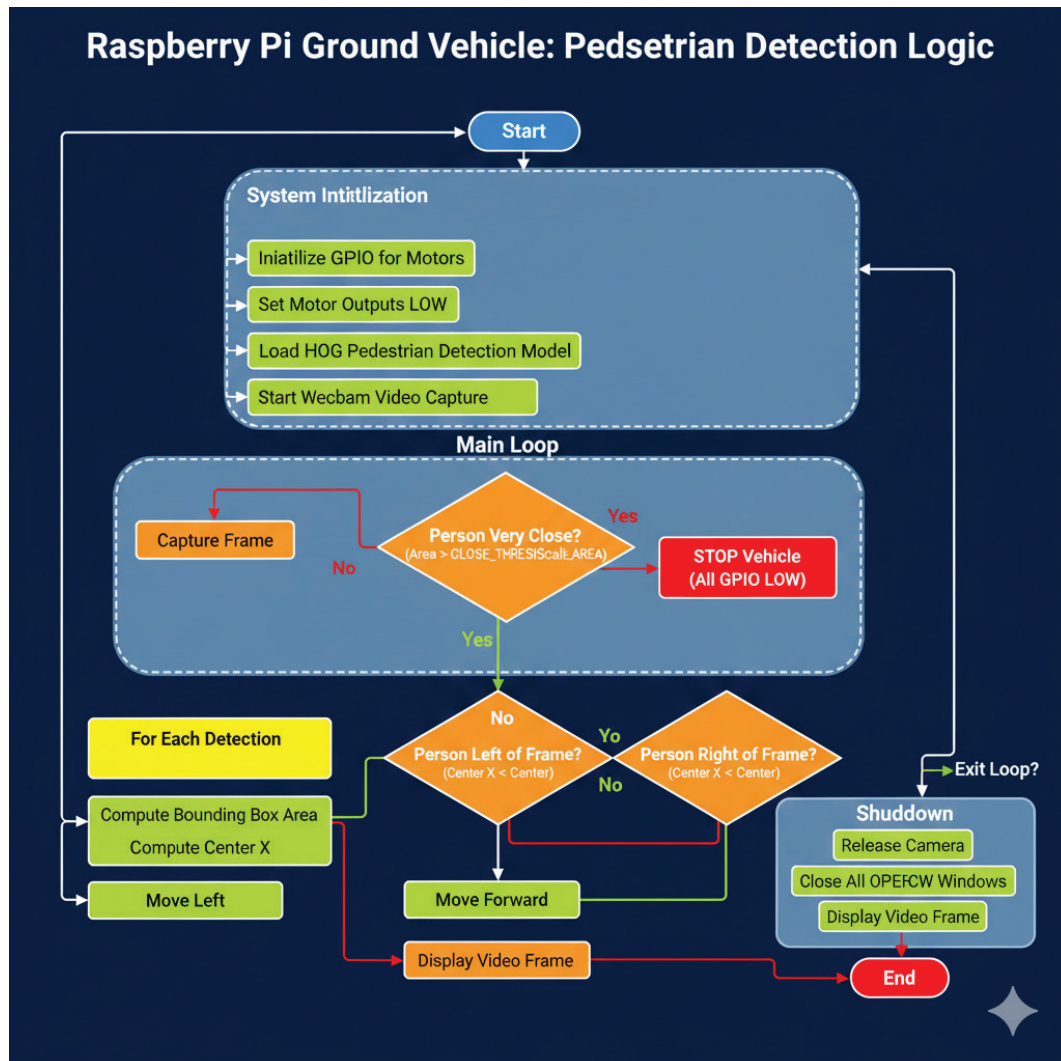 Raspberry Pi Ground Vehicle: Pedsetrian Detection Logic
Start
System Intitlization
Iniatilize GPIO for Motors
Set Motor Outputs LOW
Load HOG Pedestrian Detection Model
Start Wecbam Video Capture
Main Loop
Capture Frame
No
Person Very Close?
(Area >
Yes
STOP Vehicle
(All GPIO LOW)
Yes
For Each Detection
No
Person Left of Frame?
(Center X < Center)
Yo
No
Person Right of Frame?
(Center X < Center)
Exit Loop?
Compute Bounding Box Area
Compute Center X
Move Left
Move Forward
Display Video Frame
Shuddown
Release Camera
Close All Windows
Display Video Frame
End